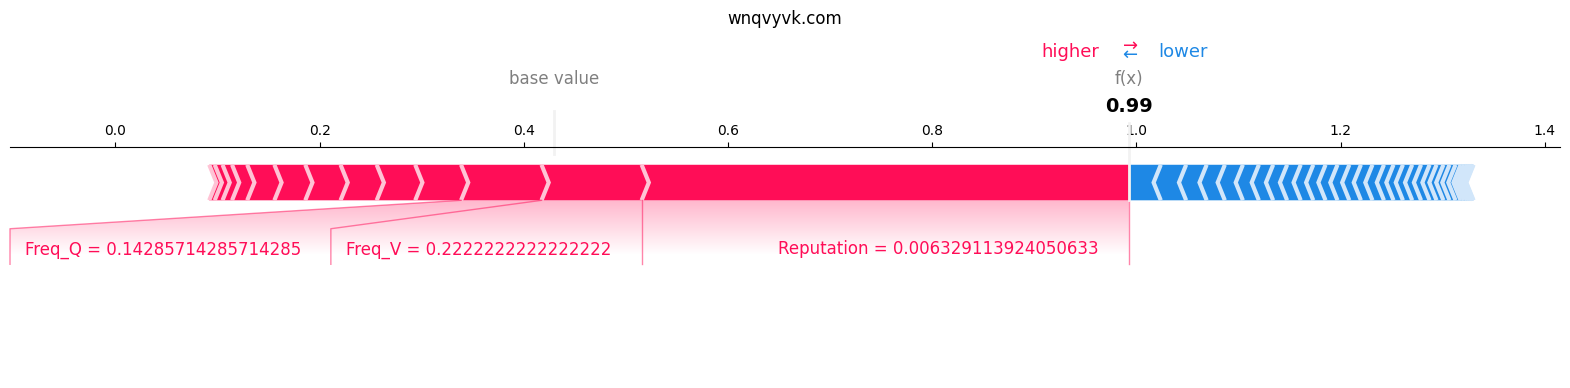 wnqvyvk.com
higher ⇄ lower
base value f(x)
0.99
0.0 0.2 0.4 0.6 0.8 1.0 1.2 1.4
Freq_Q = 0.14285714285714285 Freq_V = 0.2222222222222222 Reputation = 0.006329113924050633